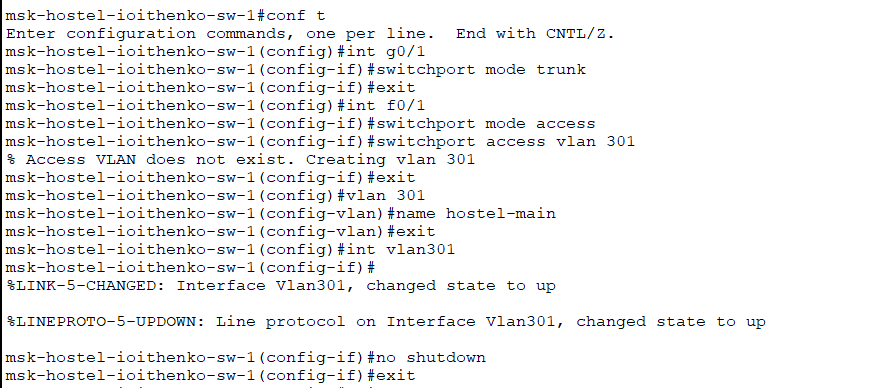 msk-hostel-ioithenko-sw-1#conf t
Enter configuration commands, one per line.  End with CNTL/Z.
msk-hostel-ioithenko-sw-1(config)#int g0/1
msk-hostel-ioithenko-sw-1(config-if)#switchport mode trunk
msk-hostel-ioithenko-sw-1(config-if)#exit
msk-hostel-ioithenko-sw-1(config)#int f0/1
msk-hostel-ioithenko-sw-1(config-if)#switchport mode access
msk-hostel-ioithenko-sw-1(config-if)#switchport access vlan 301
% Access VLAN does not exist. Creating vlan 301
msk-hostel-ioithenko-sw-1(config-if)#exit
msk-hostel-ioithenko-sw-1(config)#vlan 301
msk-hostel-ioithenko-sw-1(config-vlan)#name hostel-main
msk-hostel-ioithenko-sw-1(config-vlan)#exit
msk-hostel-ioithenko-sw-1(config)#int vlan301
msk-hostel-ioithenko-sw-1(config-if)#
%LINK-5-CHANGED: Interface Vlan301, changed state to up
%LINEPROTO-5-UPDOWN: Line protocol on Interface Vlan301, changed state to up
msk-hostel-ioithenko-sw-1(config-if)#no shutdown
msk-hostel-ioithenko-sw-1(config-if)#exit